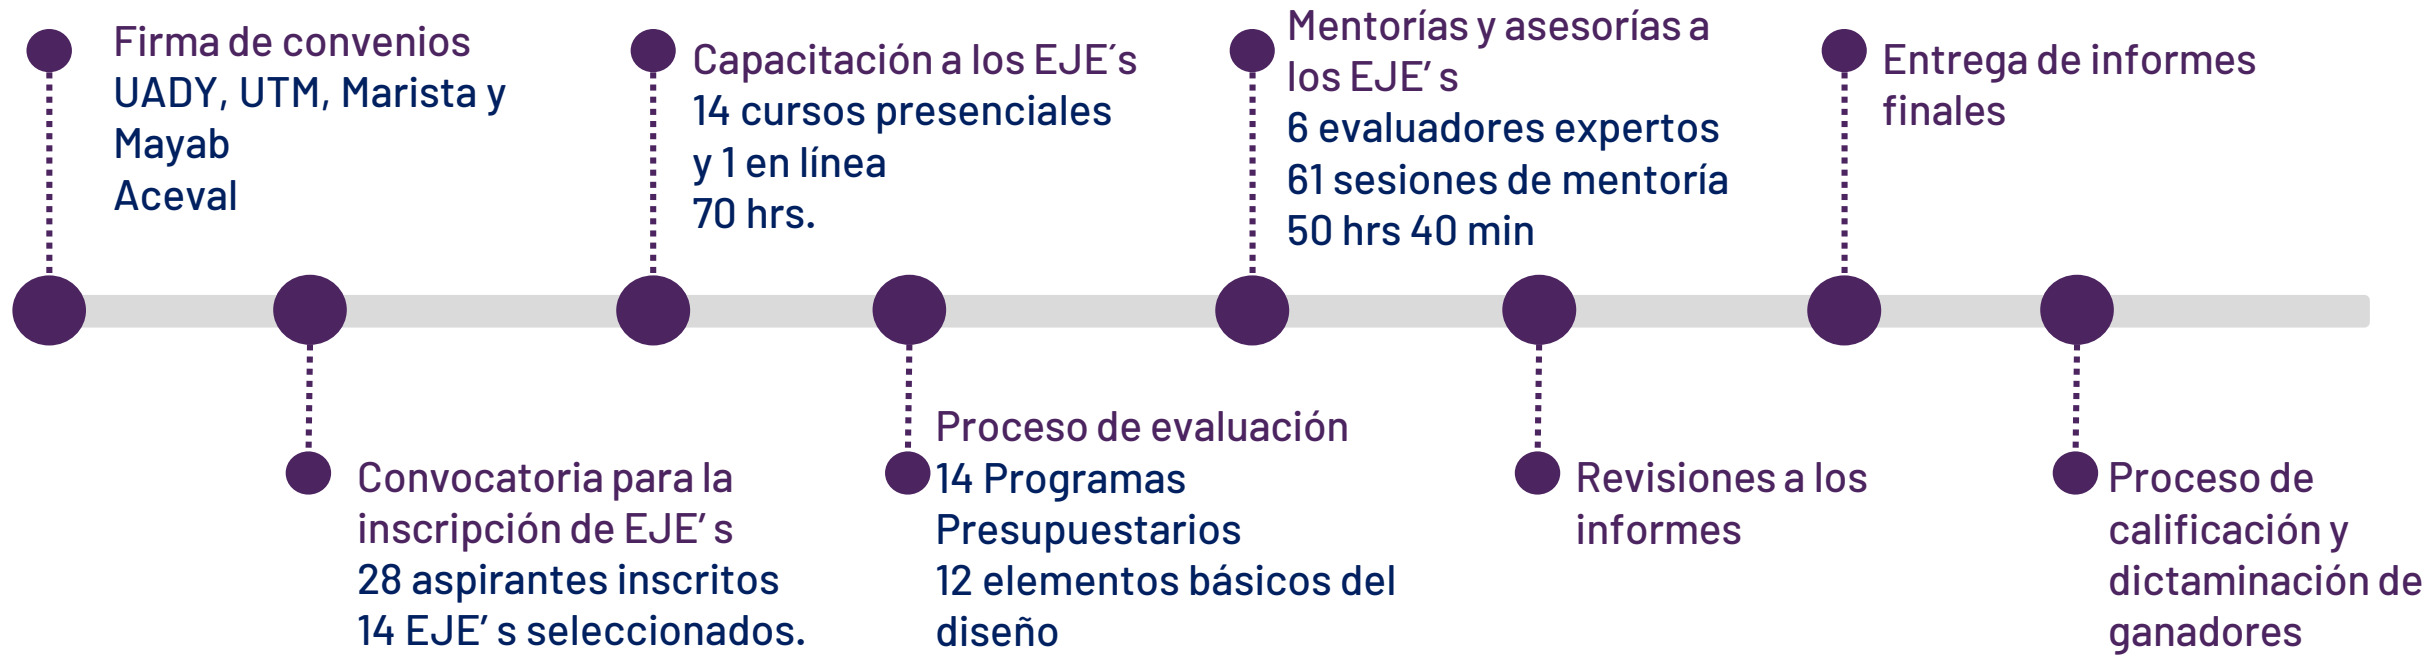 Firma de convenios
UADY, UTM, Marista y
Mayab
Aceval
Convocatoria para la
inscripción de EJE’ s
28 aspirantes inscritos
14 EJE’ s seleccionados.
Capacitación a los EJE´s
14 cursos presenciales
y 1 en línea
70 hrs.
Proceso de evaluación
14 Programas
Presupuestarios
12 elementos básicos del
diseño
Mentorías y asesorías a
los EJE’ s
6 evaluadores expertos
61 sesiones de mentoría
50 hrs 40 min
Revisiones a los
informes
Entrega de informes
finales
Proceso de
calificación y
dictaminación de
ganadores